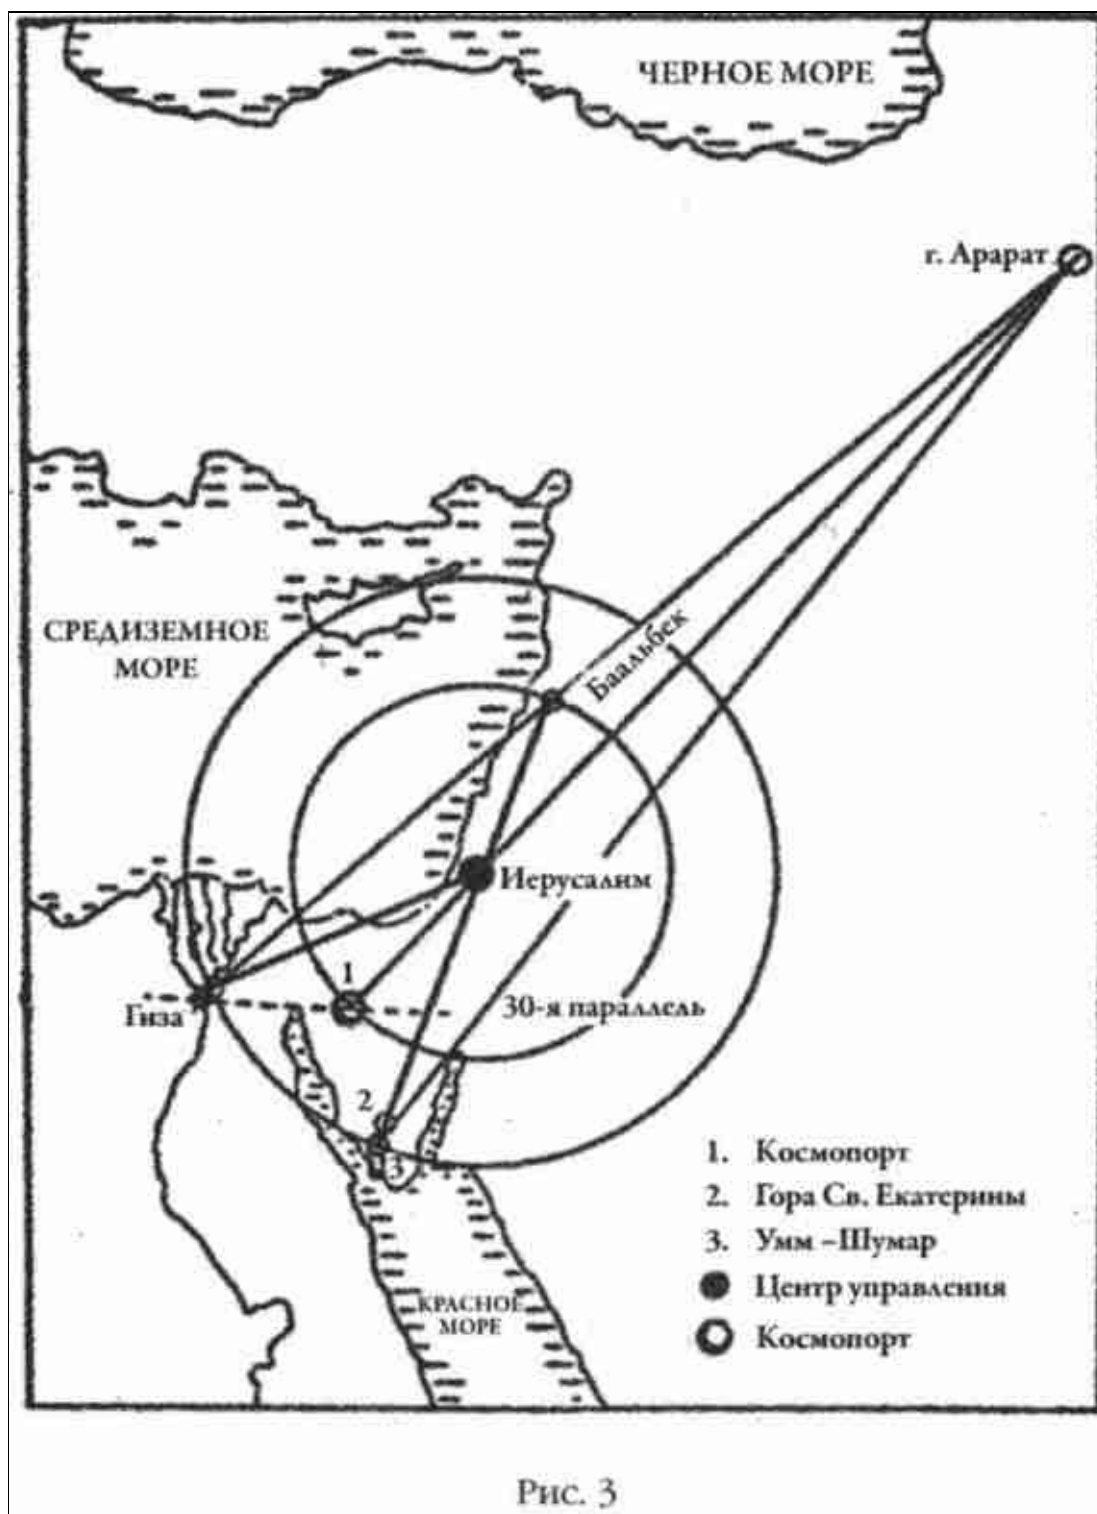 ЧЕРНОЕ МОРЕ
г. Арарат
СРЕДИЗЕМНОЕ
МОРЕ
Баальбек
Иерусалим
1
Гиза
30-я параллель
2
3
1. Космопорт
2. Гора Св. Екатерины
3. Умм –Шумар
Центр управления
Космопорт
КРАСНОЕ
МОРЕ
Рис. 3